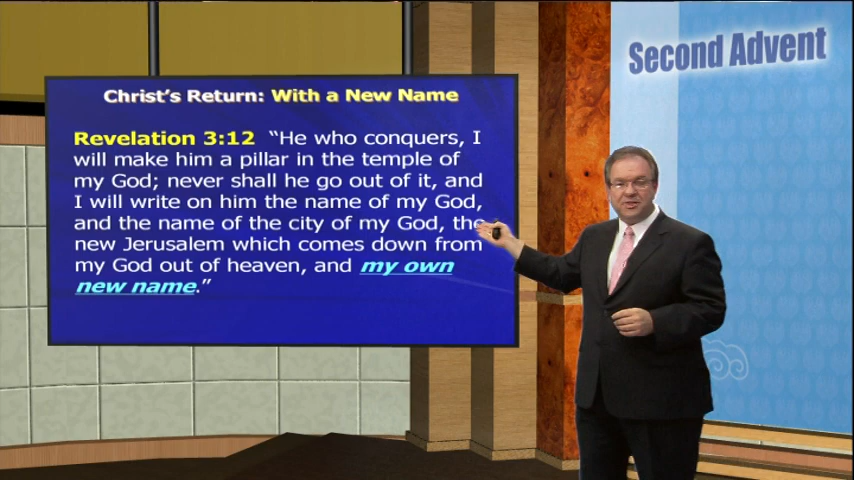 Second Advent
Christ's Return: With a New Name
Revelation 3:12 "He who conquers, I
will make him a pillar in the temple of
my God; never shall he go out of it, and
I will write on him the name of my God,
and the name of the city of my God, the
new Jerusalem which comes down from
my God out of heaven, and my own
new name."